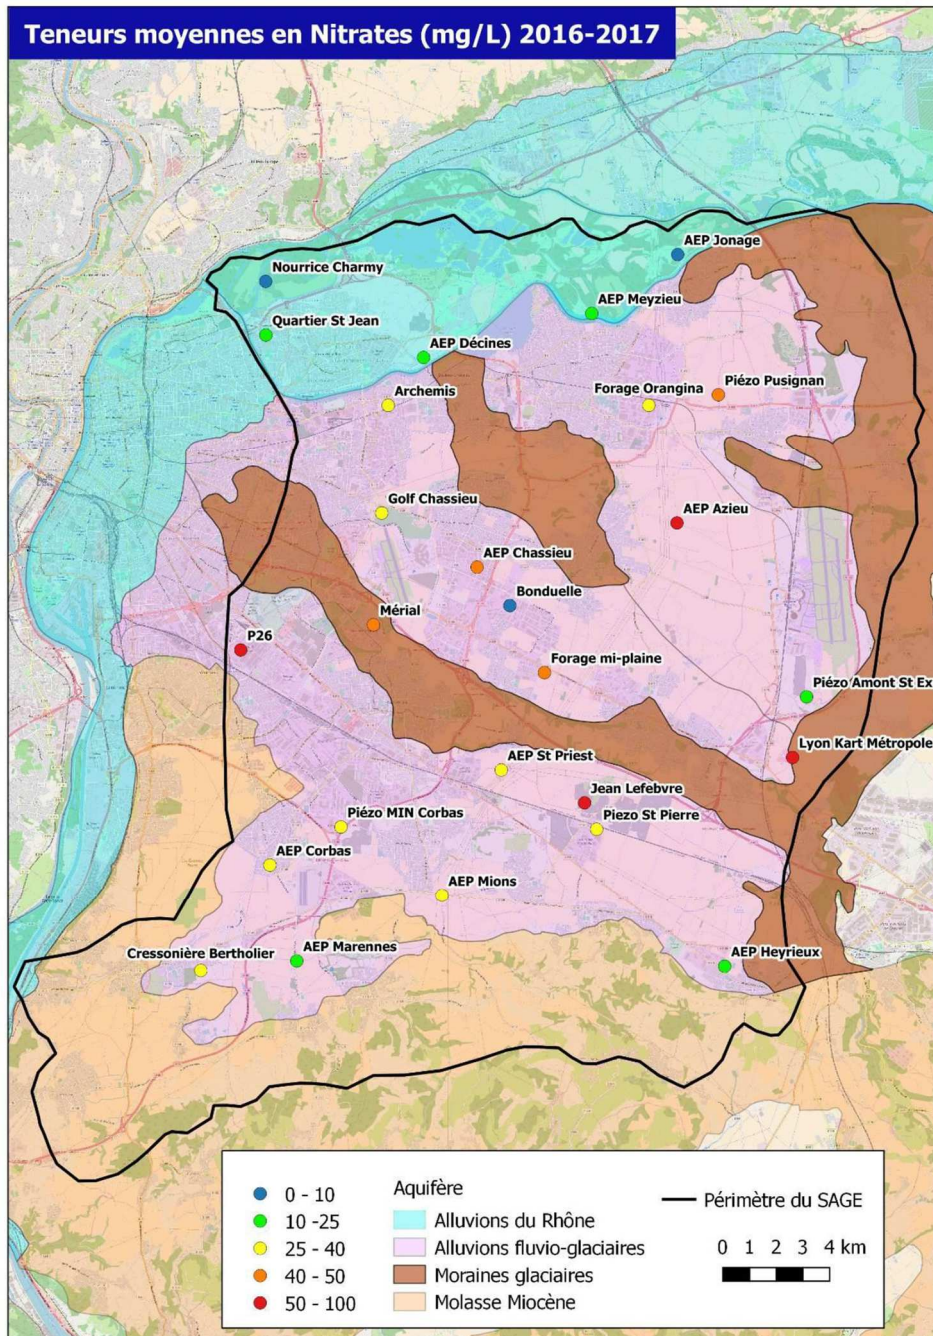 Teneurs moyennes en Nitrates (mg/L) 2016-2017
AEP Jonage
Nourrice Charmy
AEP Meyzieu
Quartier St Jean
AEP Décines
Archemis
Forage Orangina
Piézo Pusignan
Golf Chassieu
AEP Azieu
AEP Chassieu
Bonduelle
Mérial
P26
Forage mi-plaine
Piézo Amont St Ex
Lyon Kart Métropole
AEP St Priest
Jean Lefebvre
Piezo St Pierre
Piézo MIN Corbas
AEP Corbas
AEP Mions
Cressonière Bertholier
AEP Marennes
AEP Heyrieux
0 - 10
10 -25
25 - 40
40 - 50
50 - 100
Aquifère
Alluvions du Rhône
Alluvions fluvio-glaciaires
Moraines glaciaires
Molasse Miocène
Périmètre du SAGE
0 1 2 3 4 km